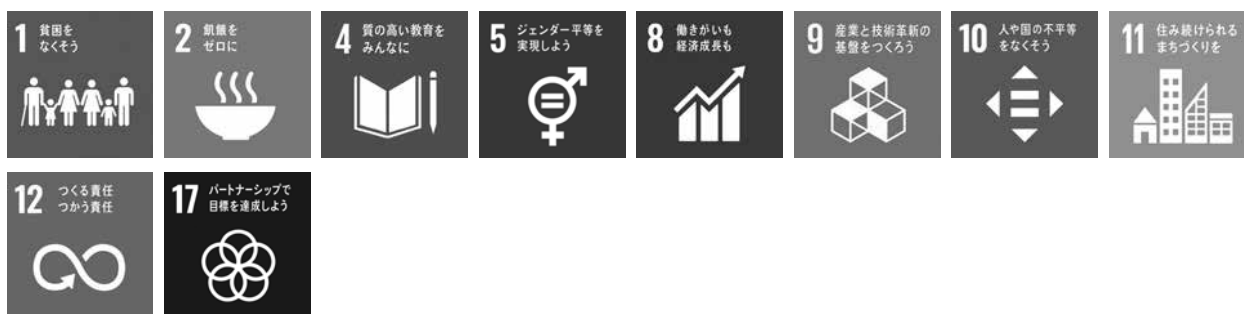 1 貧困を
なくそう
2 飢餓を
ゼロに
4 質の高い教育を
みんなに
5 ジェンダー平等を
実現しよう
8 働きがいも
経済成長も
9 産業と技術革新の
基盤をつくろう
10 人や国の不平等
をなくそう
11 住み続けられる
まちづくりを
12 つくる責任
つかう責任
17 パートナーシップで
目標を達成しよう